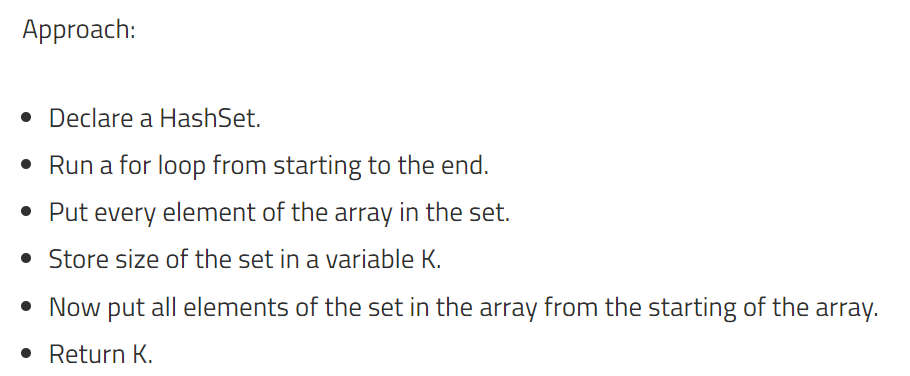 Approach:
• Declare a HashSet.
• Run a for loop from starting to the end.
• Put every element of the array in the set.
• Store size of the set in a variable K.
• Now put all elements of the set in the array from the starting of the array.
• Return K.